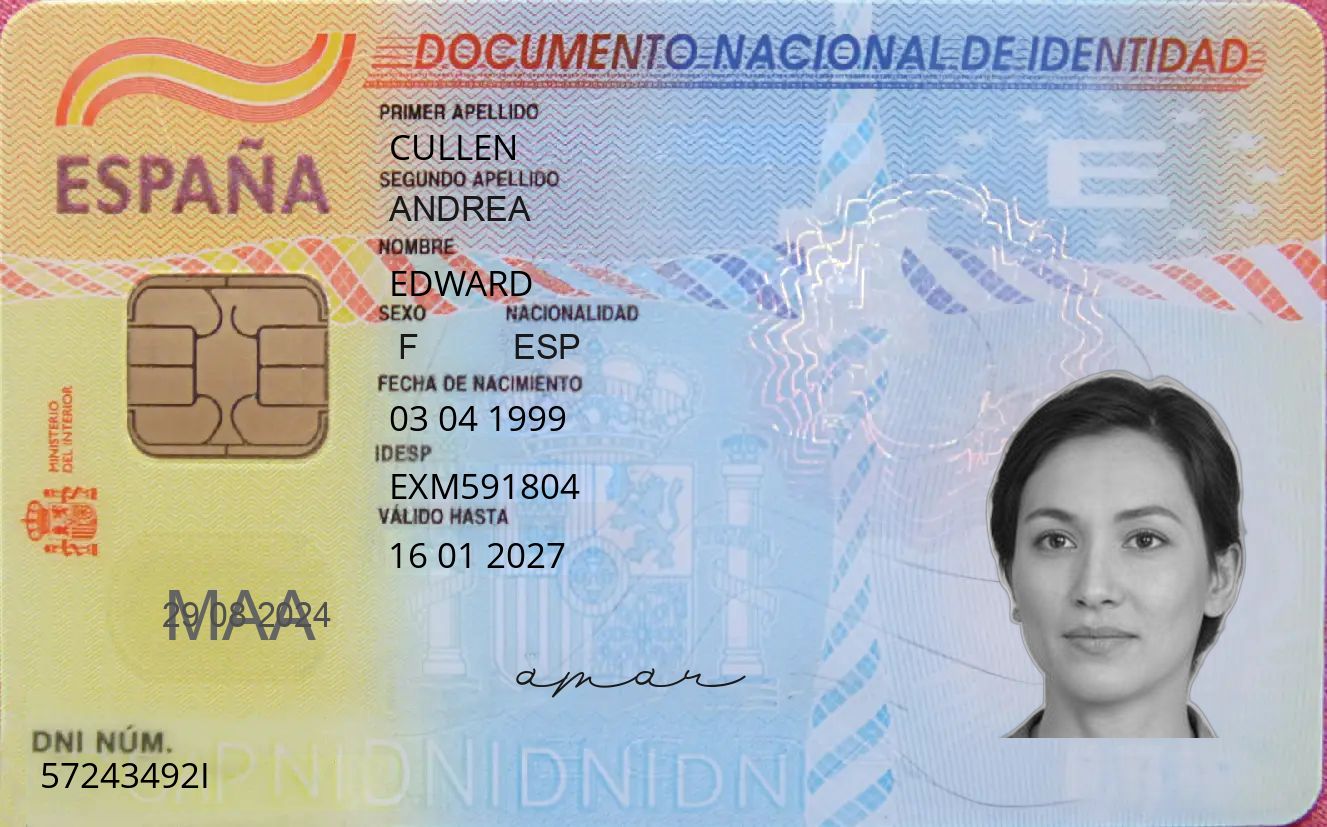 DOCUMENTO NACIONAL DE IDENTIDAD
ESPAÑA
PRIMER APELLIDO
CULLEN
SEGUNDO APELLIDO
ANDREA
NOMBRE
EDWARD
SEXO NACIONALIDAD
F ESP
FECHA DE NACIMIENTO
03 04 1999
IDESP
EXM591804
VÁLIDO HASTA
16 01 2027
MINISTERIO
DEL INTERIOR
E
MAA
29 08 2024
amar
DNI NÚM.
57243492I
DNIDNIDNIDN